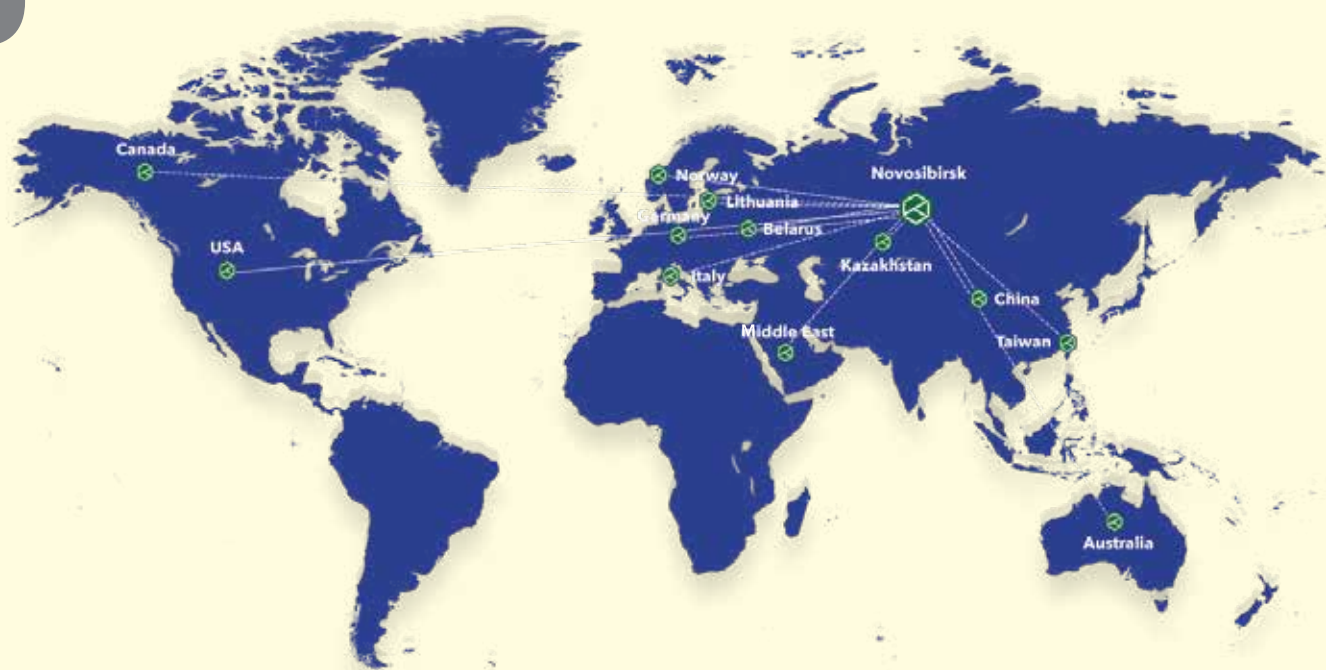 Canada
Norway
Novosibirsk
Lithuania
Germany
Belarus
USA
Kazakhstan
Italy
China
Middle East
Taiwan
Australia